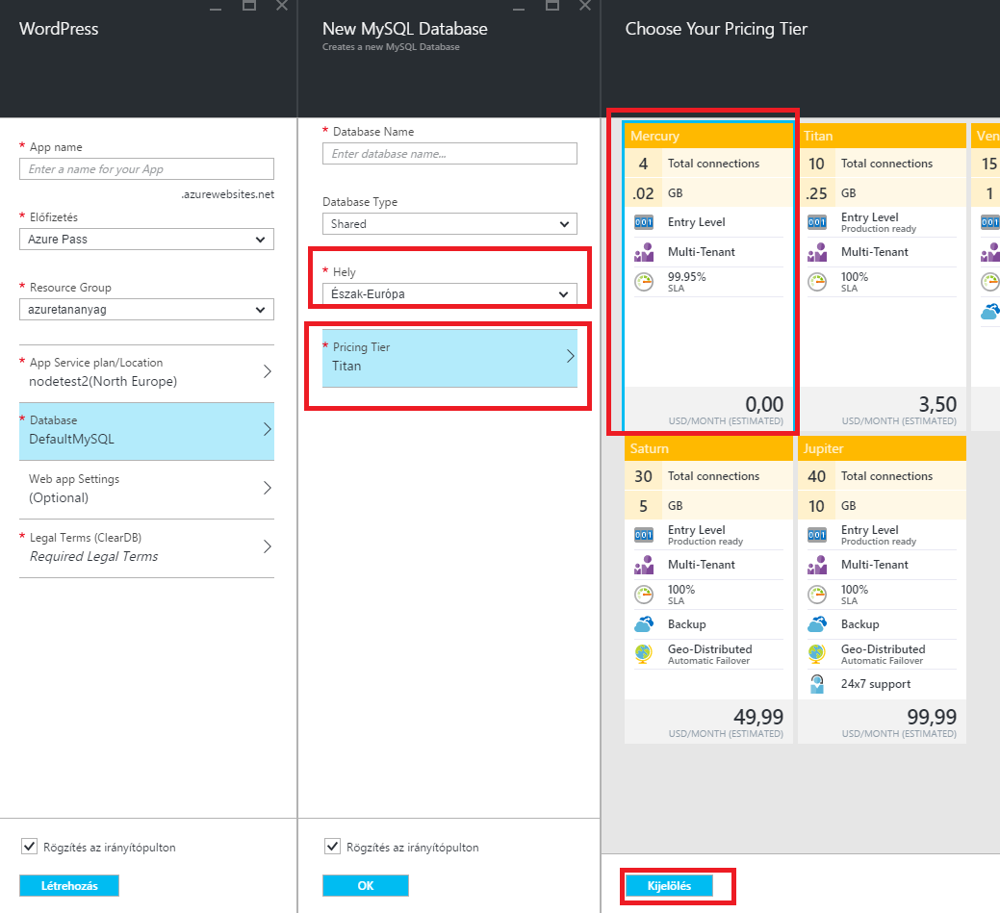 WordPress
* App name
Enter a name for your App
.azurewebsites.net
* Előfizetés
Azure Pass
* Resource Group
azuretananyag
* App Service plan/Location
nodetest2(North Europe)
* Database
DefaultMySQL
Web app Settings
(Optional)
* Legal Terms (ClearDB)
Required Legal Terms
Rögzítés az irányítópulton
Létrehozás
New MySQL Database
Creates a new MySQL Database
* Database Name
Enter database name...
Database Type
Shared
* Hely
Észak-Európa
* Pricing Tier
Titan
Rögzítés az irányítópulton
OK
Choose Your Pricing Tier
Mercury
4 Total connections
.02 GB
001 Entry Level
Multi-Tenant
99.95%
SLA
0,00
USD/MONTH (ESTIMATED)
Titan
10 Total connections
.25 GB
001 Entry Level
Production ready
Multi-Tenant
100%
SLA
3,50
USD/MONTH (ESTIMATED)
Ven
15
1
001
Saturn
30 Total connections
5 GB
001 Entry Level
Production ready
Multi-Tenant
100%
SLA
Backup
Geo-Distributed
Automatic Failover
49,99
USD/MONTH (ESTIMATED)
Jupiter
40 Total connections
10 GB
001 Entry Level
Production ready
Multi-Tenant
100%
SLA
Backup
Geo-Distributed
Automatic Failover
24x7 support
99,99
USD/MONTH (ESTIMATED)
Kijelölés